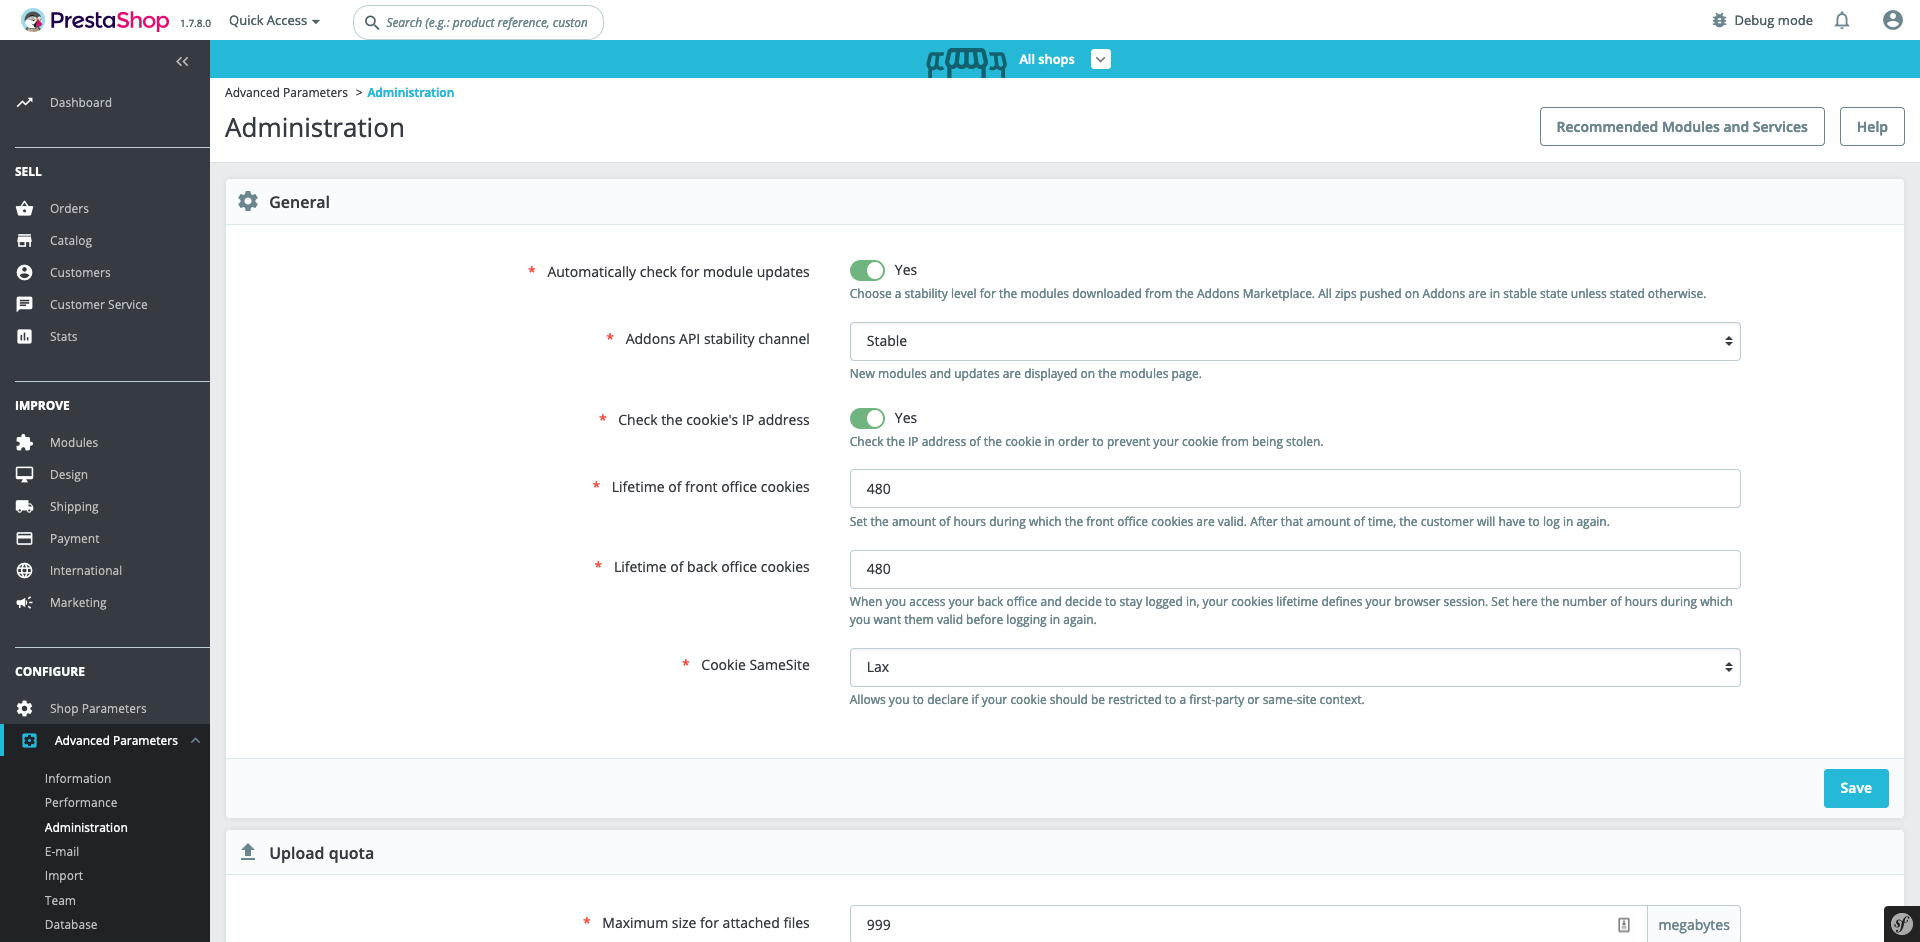 PrestaShop 1.7.8.0 Quick Access Search (e.g.: product reference, custon Debug mode
All shops
Advanced Parameters > Administration
Administration
Recommended Modules and Services Help
Dashboard
SELL
Orders
Catalog
Customers
Customer Service
Stats
IMPROVE
Modules
Design
Shipping
Payment
International
Marketing
CONFIGURE
Shop Parameters
Advanced Parameters
Information
Performance
Administration
E-mail
Import
Team
Database
General
* Automatically check for module updates Yes
Choose a stability level for the modules downloaded from the Addons Marketplace. All zips pushed on Addons are in stable state unless stated otherwise.
* Addons API stability channel Stable
New modules and updates are displayed on the modules page.
* Check the cookie's IP address Yes
Check the IP address of the cookie in order to prevent your cookie from being stolen.
* Lifetime of front office cookies 480
Set the amount of hours during which the front office cookies are valid. After that amount of time, the customer will have to log in again.
* Lifetime of back office cookies 480
When you access your back office and decide to stay logged in, your cookies lifetime defines your browser session. Set here the number of hours during which
you want them valid before logging in again.
* Cookie SameSite Lax
Allows you to declare if your cookie should be restricted to a first-party or same-site context.
Save
Upload quota
* Maximum size for attached files 999 megabytes
sf